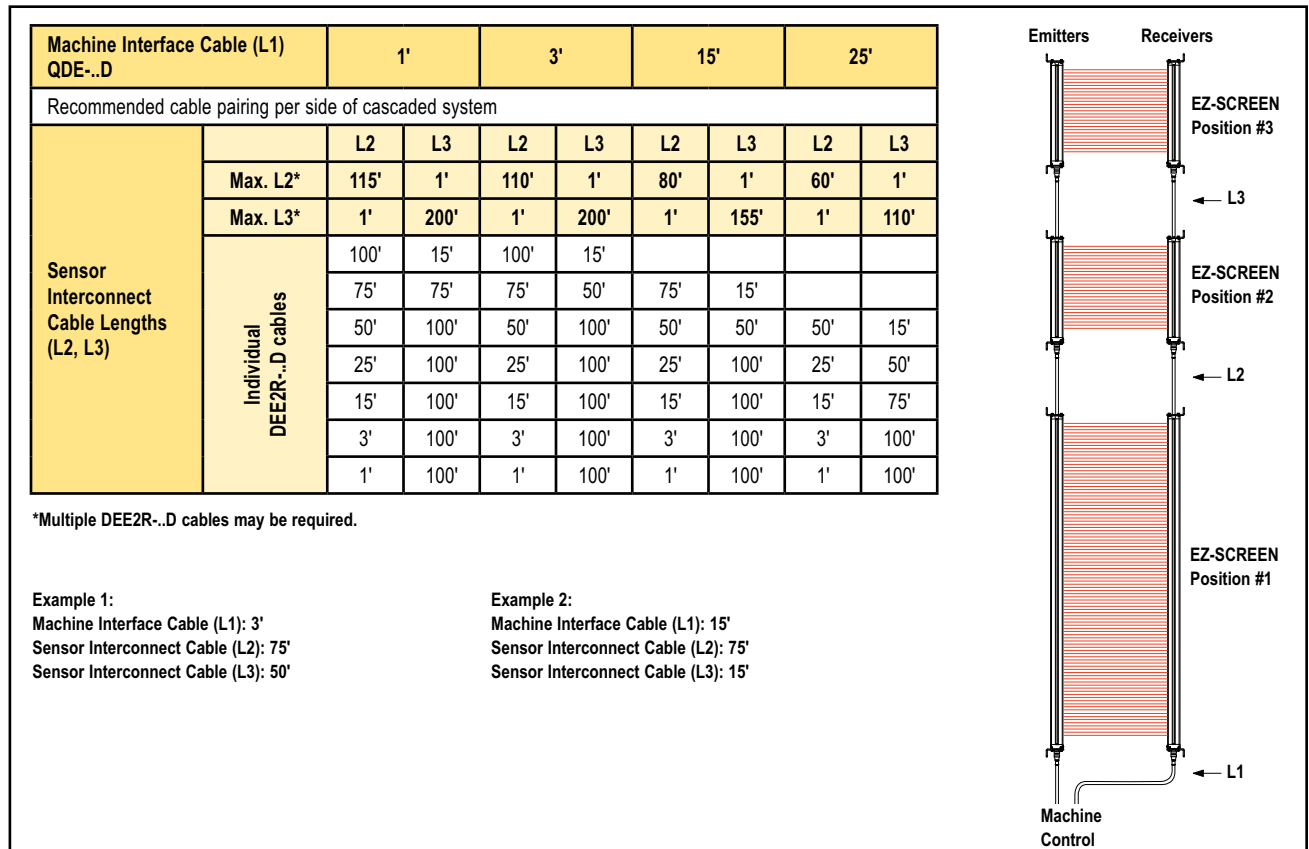 Machine Interface Cable (L1)
QDE-..D
1' 3' 15' 25'
Recommended cable pairing per side of cascaded system
Sensor
Interconnect
Cable Lengths
(L2, L3)
L2 L3 L2 L3 L2 L3 L2 L3
Max. L2* 115' 1' 110' 1' 80' 1' 60' 1'
Max. L3* 1' 200' 1' 200' 1' 155' 1' 110'
Individual
DEE2R-..D cables
100' 15' 100' 15'
75' 75' 75' 50' 75' 15'
50' 100' 50' 100' 50' 50' 50' 15'
25' 100' 25' 100' 25' 100' 25' 50'
15' 100' 15' 100' 15' 100' 15' 75'
3' 100' 3' 100' 3' 100' 3' 100'
1' 100' 1' 100' 1' 100' 1' 100'
*Multiple DEE2R-..D cables may be required.
Example 1:
Machine Interface Cable (L1): 3'
Sensor Interconnect Cable (L2): 75'
Sensor Interconnect Cable (L3): 50'
Example 2:
Machine Interface Cable (L1): 15'
Sensor Interconnect Cable (L2): 75'
Sensor Interconnect Cable (L3): 15'
Emitters Receivers
EZ-SCREEN
Position #3
L3
EZ-SCREEN
Position #2
L2
EZ-SCREEN
Position #1
L1
Machine
Control